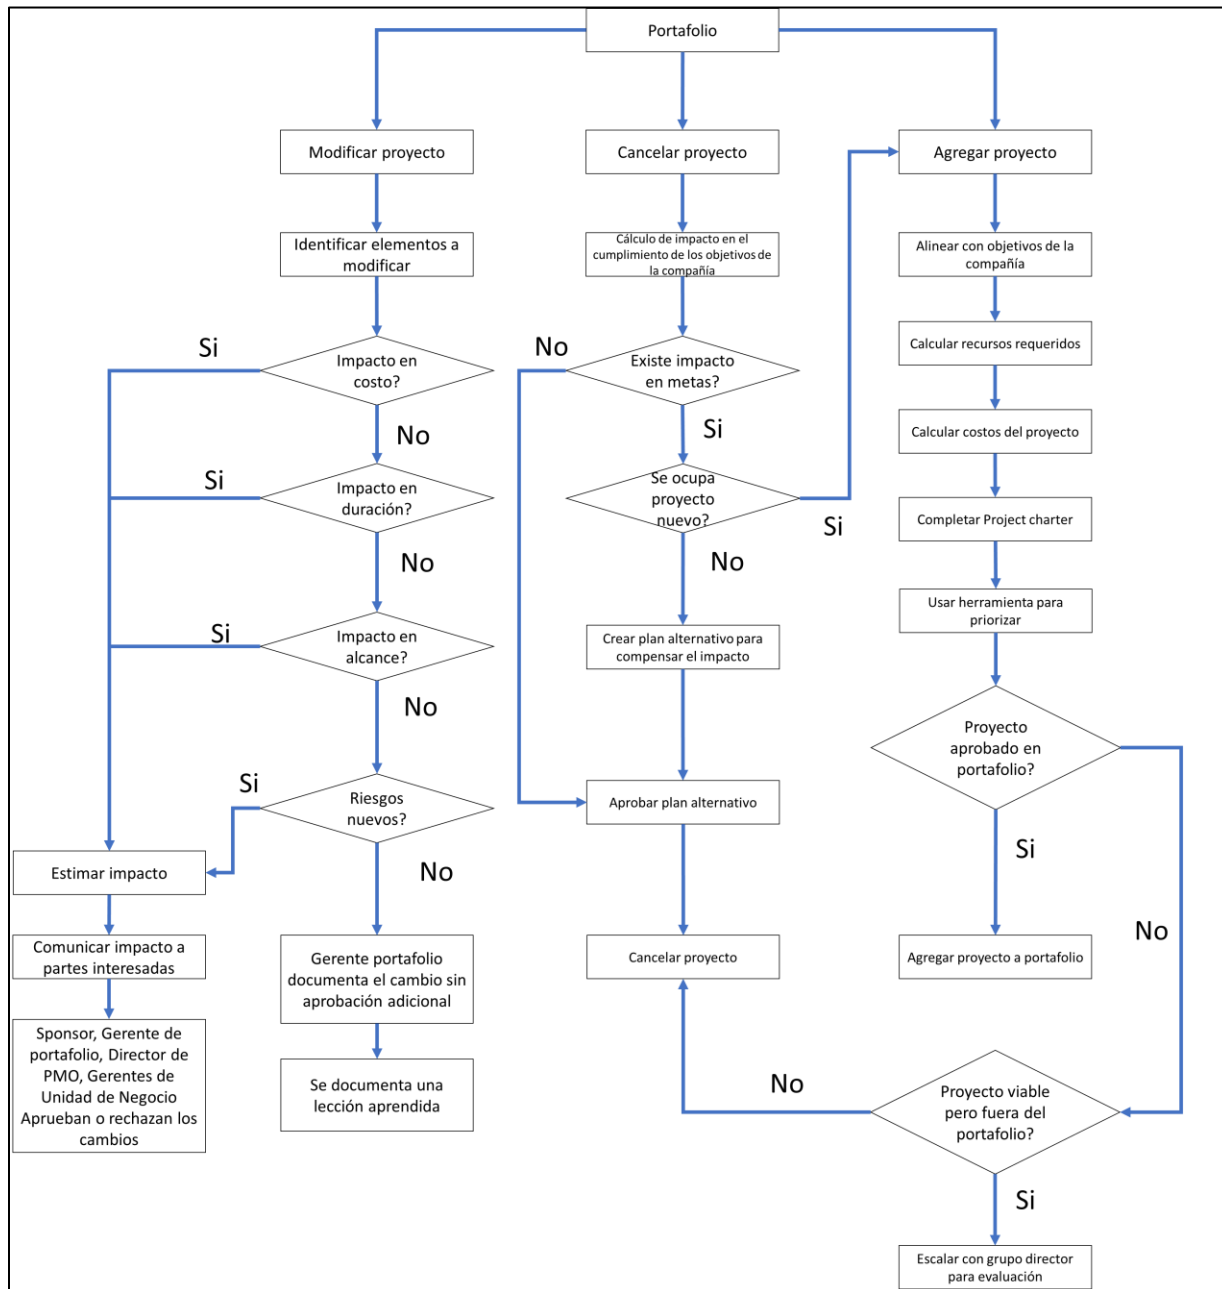 Portafolio
Modificar proyecto
Cancelar proyecto
Agregar proyecto
Identificar elementos a
modificar
Cálculo de impacto en el
cumplimiento de los objetivos de
la compañía
Alinear con objetivos de la
compañía
Si
Impacto en
costo?
No
No
Existe impacto
en metas?
Si
Calcular recursos requeridos
Calcular costos del proyecto
Si
Impacto en
duración?
No
Se ocupa
proyecto
nuevo?
Si
No
Completar Project charter
Usar herramienta para
priorizar
Si
Impacto en
alcance?
No
Crear plan alternativo para
compensar el impacto
Proyecto
aprobado en
portafolio?
Si
No
Si
Riesgos
nuevos?
No
Aprobar plan alternativo
Estimar impacto
Comunicar impacto a
partes interesadas
Gerente portafolio
documenta el cambio sin
aprobación adicional
Cancelar proyecto
Agregar proyecto a portafolio
Sponsor, Gerente de
portafolio, Director de
PMO, Gerentes de
Unidad de Negocio
Aprueban o rechazan los
cambios
Se documenta una
lección aprendida
No
Proyecto viable
pero fuera del
portafolio?
Si
Escalar con grupo director
para evaluación